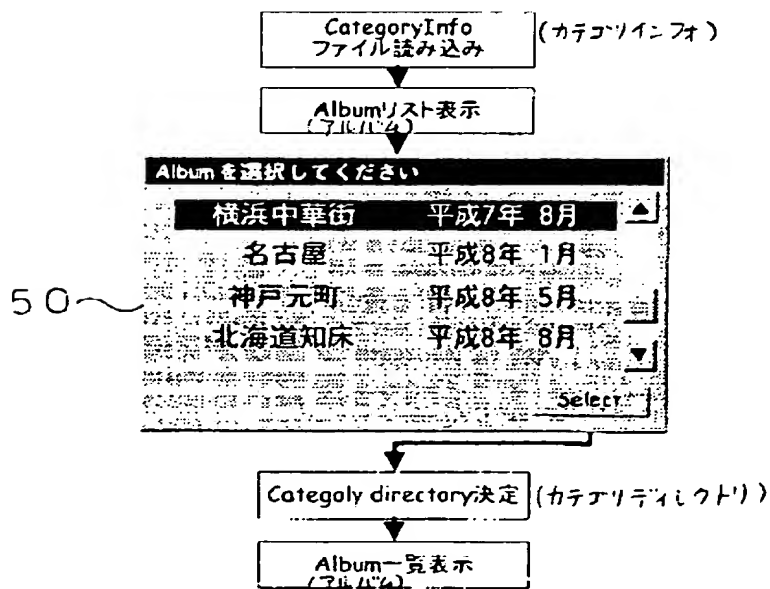 CategoryInfo
ファイル読み込み
(カテゴリインフォ)
Albumリスト表示
(アルバム)
Albumを選択してください
横浜中華街 平成7年 8月
名古屋 平成8年 1月
50
神戸元町 平成8年 5月
北海道知床 平成8年 8月
Select
Categaly directory決定
(カテゴリディレクトリ)
Album一覧表示
(アルバム)